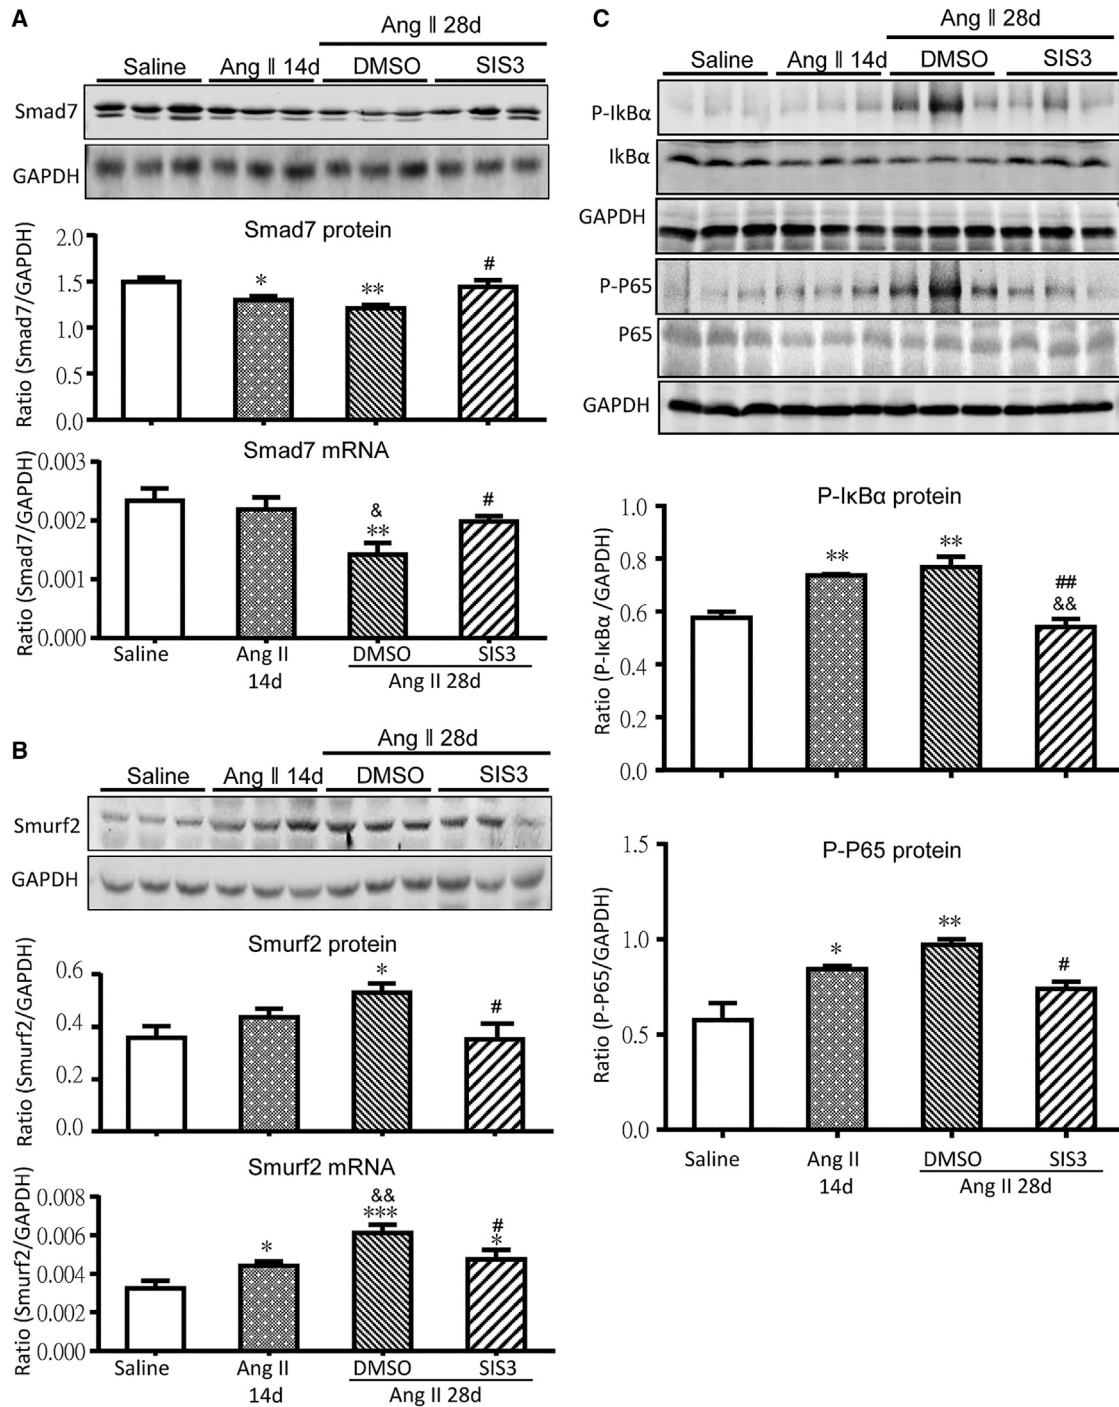 A
Ang Ⅱ 28d
Saline Ang Ⅱ 14d DMSO SIS3
Smad7
GAPDH
Smad7 protein
Ratio (Smad7/GAPDH)
2.0
1.5
1.0
0.5
0.0
* ** #
Smad7 mRNA
Ratio (Smad7/GAPDH)
0.003
0.002
0.001
0.000
&
** #
Saline Ang II DMSO SIS3
14d Ang II 28d
B
Ang Ⅱ 28d
Saline Ang Ⅱ 14d DMSO SIS3
Smurf2
GAPDH
Smurf2 protein
Ratio (Smurf2/GAPDH)
0.6
0.4
0.2
0.0
* #
Smurf2 mRNA
Ratio (Smurf2/GAPDH)
0.008
0.006
0.004
0.002
0.000
&& #
* *** *
Saline Ang II DMSO SIS3
14d Ang II 28d
C
Ang Ⅱ 28d
Saline Ang Ⅱ 14d DMSO SIS3
P-IkBα
IkBα
GAPDH
P-P65
P65
GAPDH
P-IκBα protein
Ratio (P-IκBα /GAPDH)
1.0
0.8
0.6
0.4
0.2
0.0
** ** ##
&&
P-P65 protein
Ratio (P-P65/GAPDH)
1.5
1.0
0.5
0.0
* ** #
Saline Ang II DMSO SIS3
14d Ang II 28d